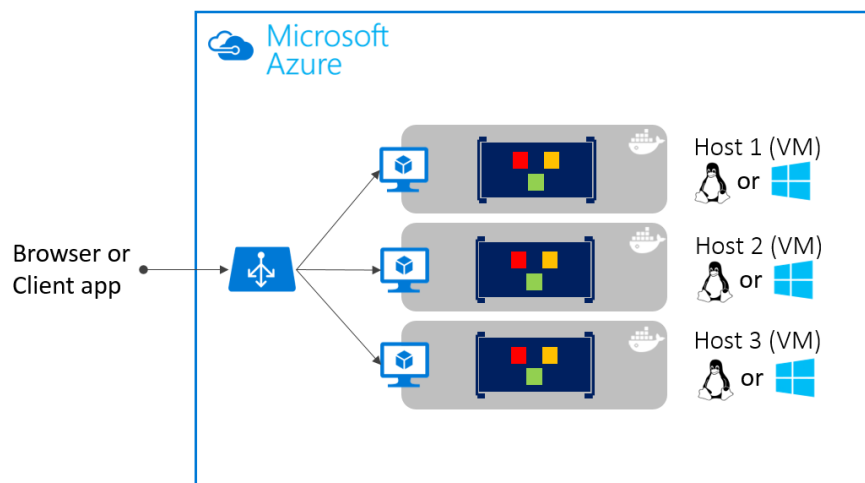 Microsoft
Azure
Host 1 (VM)
or
Host 2 (VM)
or
Browser or
Client app
Host 3 (VM)
or